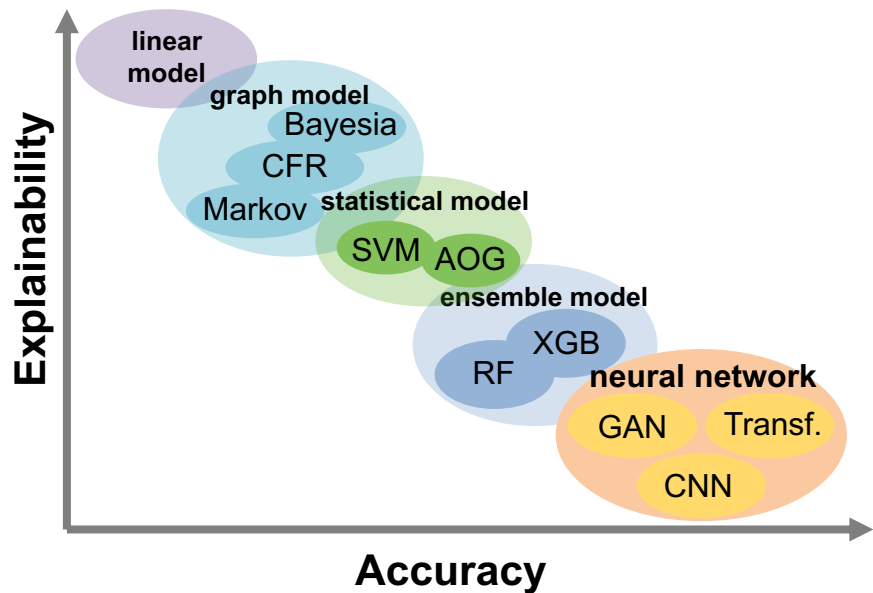 linear
model
graph model
Bayesia
CFR
Markov
statistical model
SVM
AOG
ensemble model
XGB
RF
neural network
GAN
Transf.
CNN
Explainability
Accuracy